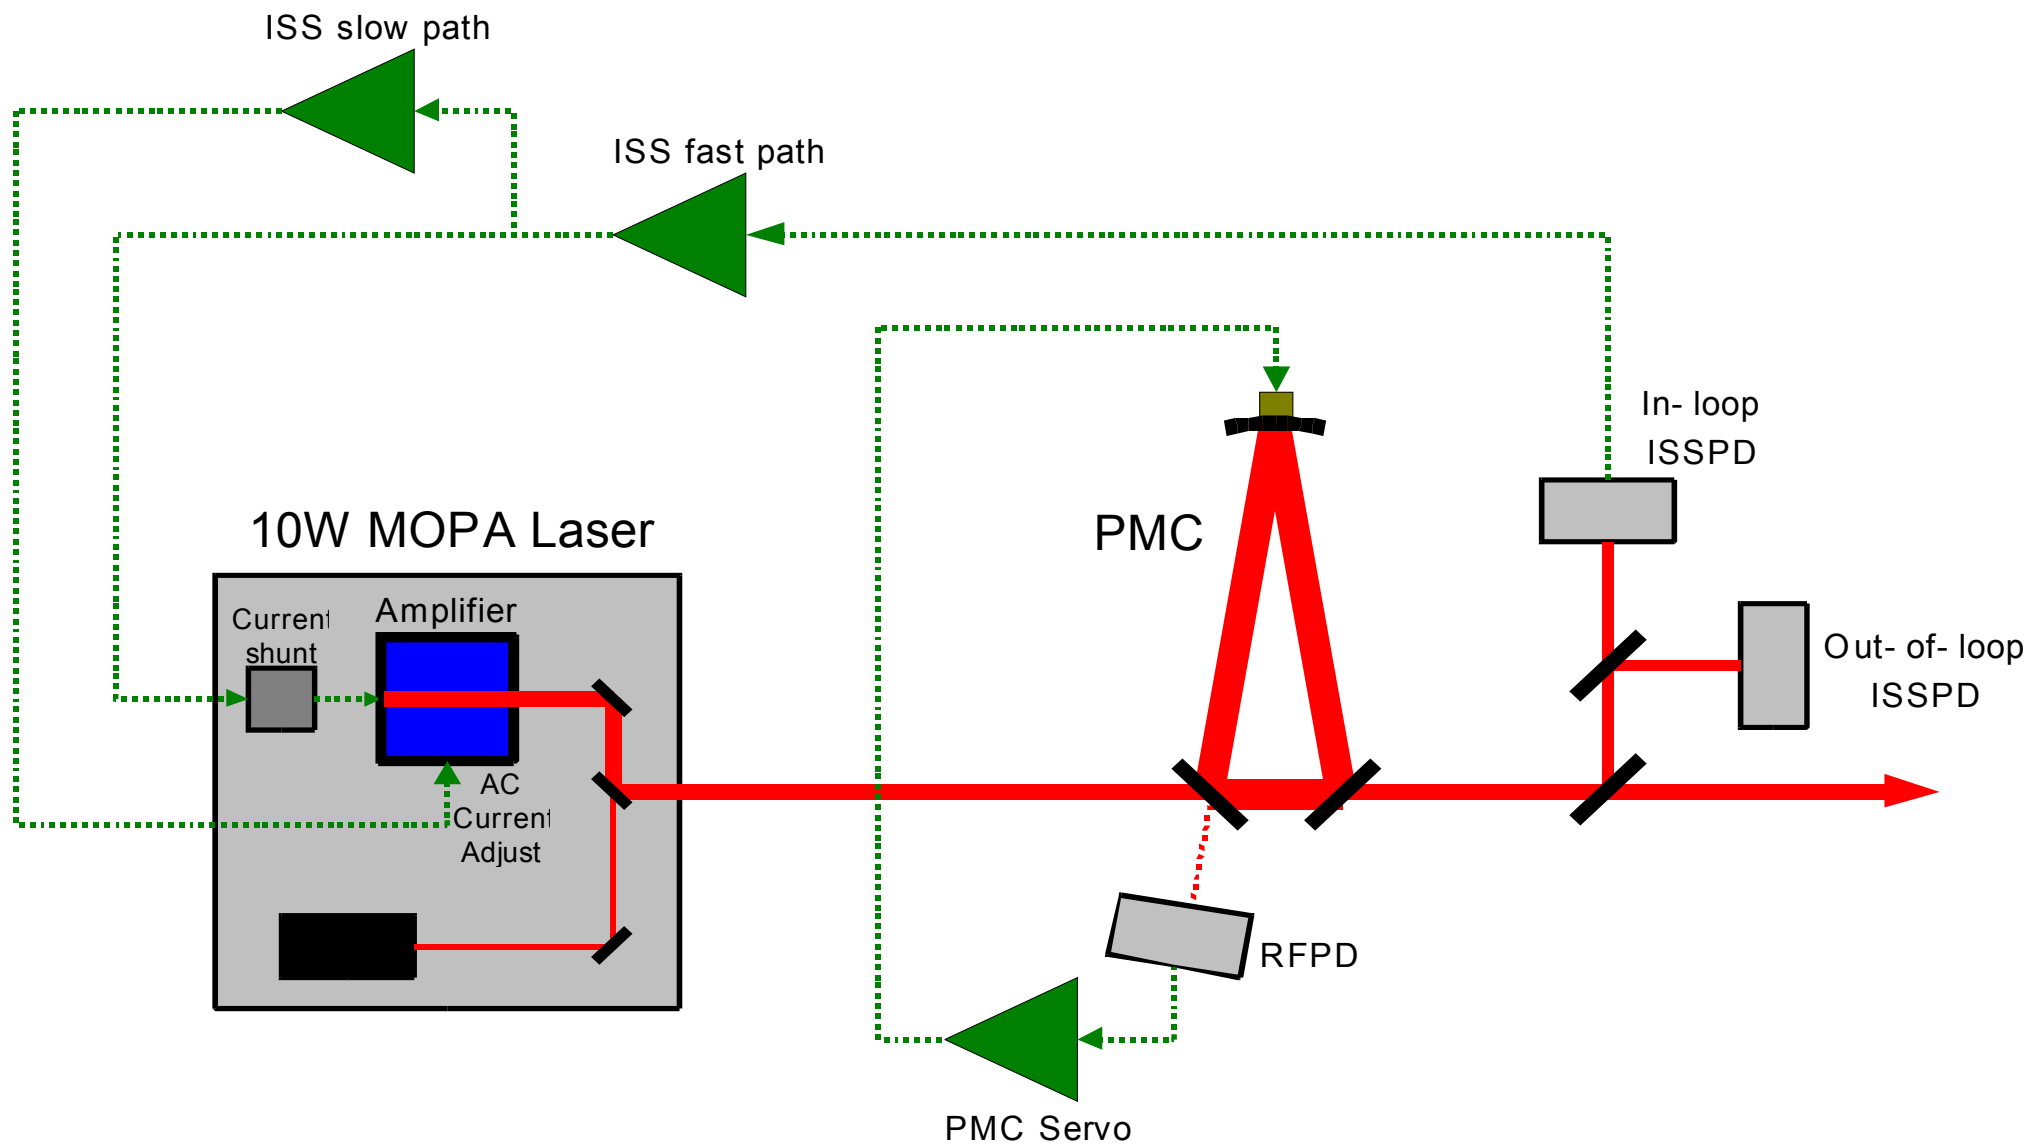 ISS slow path
ISS fast path
In- loop
ISSPD
10W MOPA Laser
PMC
Current
shunt
Amplifier
Out- of- loop
ISSPD
AC
Current
Adjust
RFPD
PMC Servo